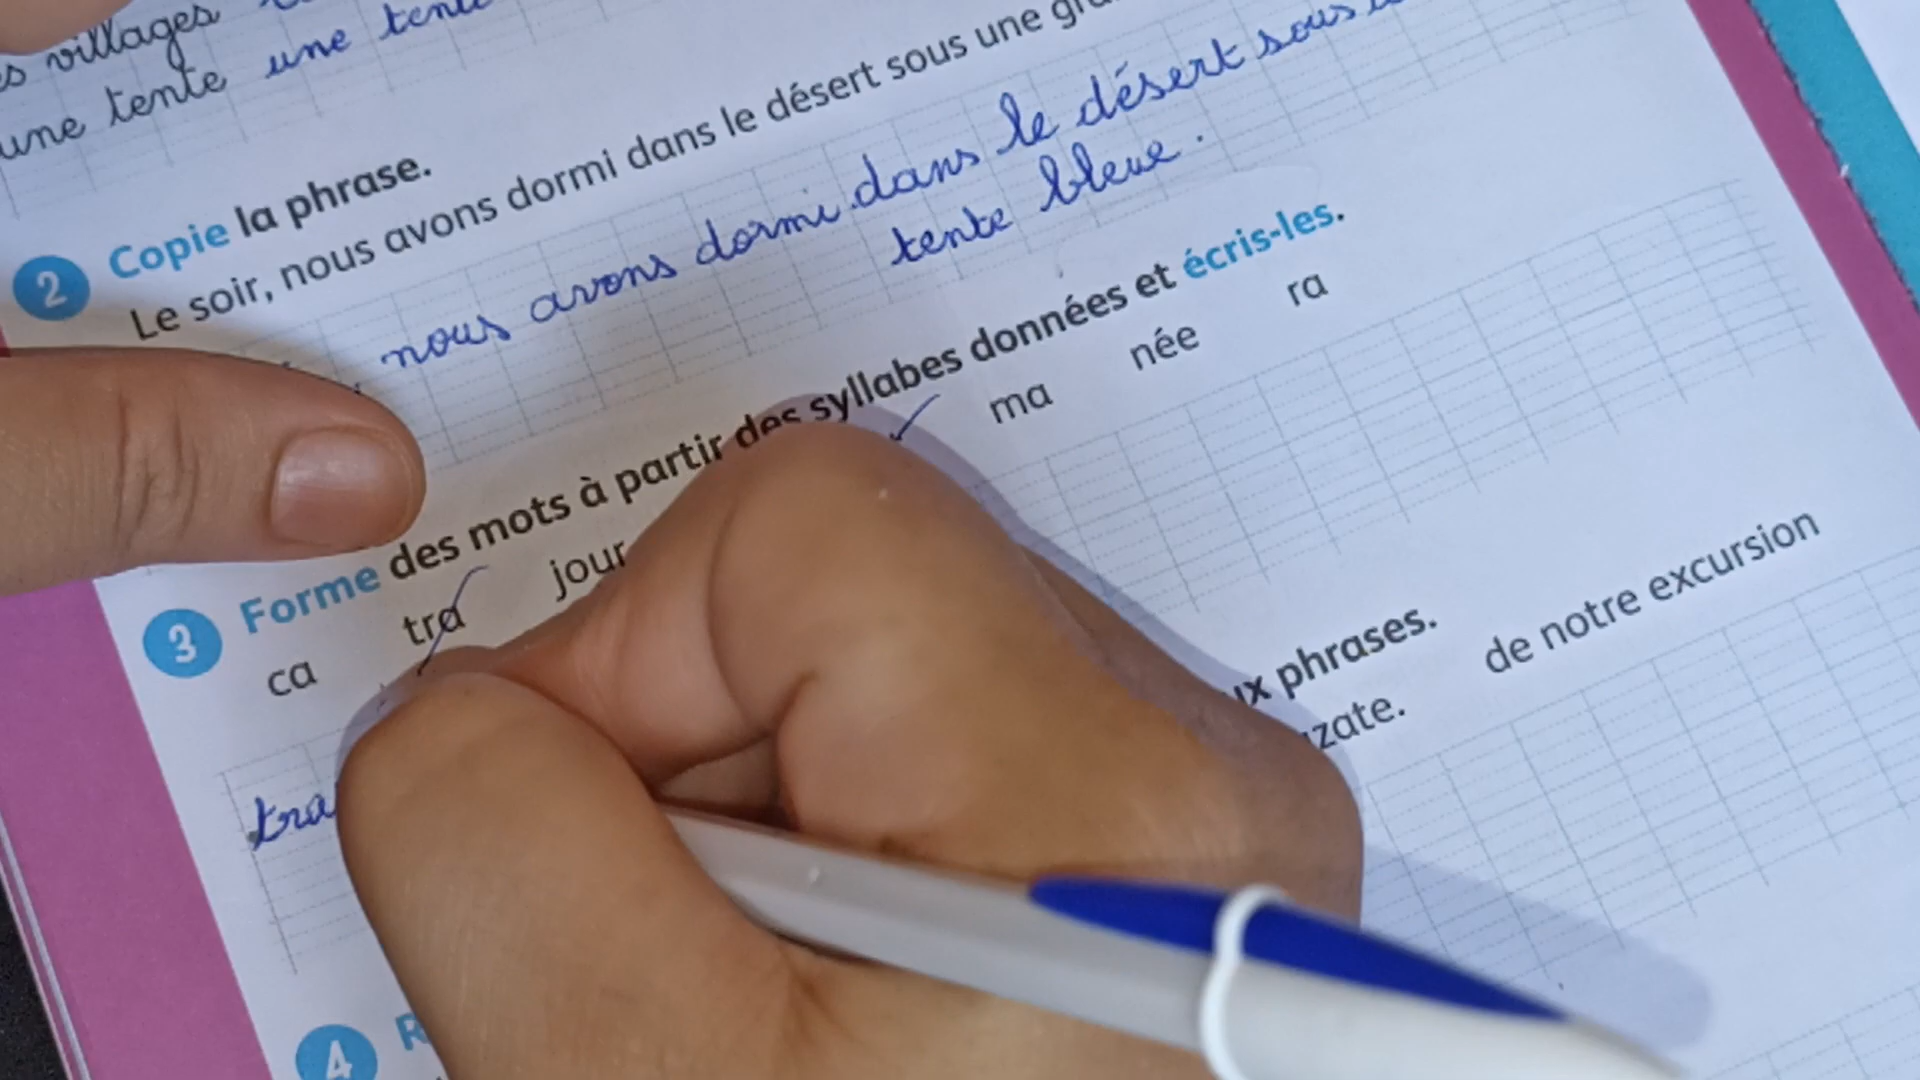 es villages
une tente une tente
2 Copie la phrase.
Le soir, nous avons dormi dans le désert sous une
, nous avons dormi dans le désert sous
tente bleue.
3 Forme des mots à partir des syllabes données et écris-les.
ca tra jour ma née ra
tra
ux phrases.
zate. de notre excursion
4 R